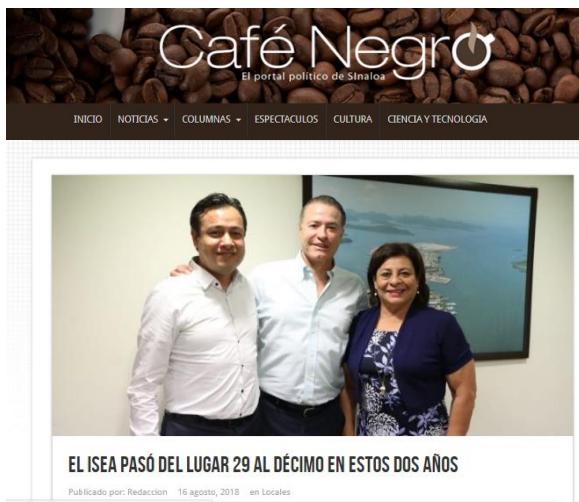 Café Negro
El portal político de SInaloa
INICIO NOTICIAS COLUMNAS ESPECTACULOS CULTURA CIENCIA Y TECNOLOGIA
EL ISEA PASÓ DEL LUGAR 29 AL DÉCIMO EN ESTOS DOS AÑOS
Publicado por: Redaccion 16 agosto, 2018 en Locales